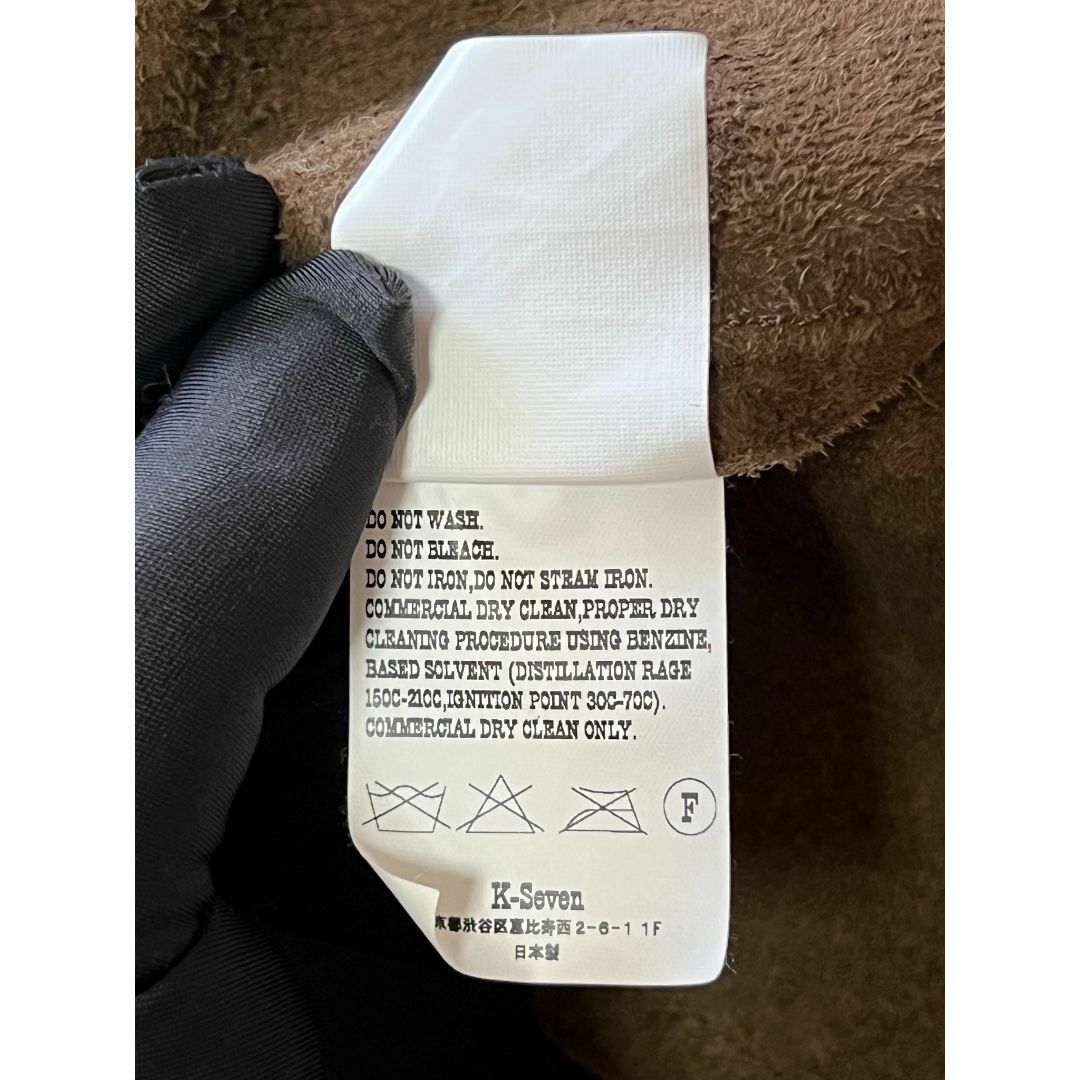 DO NOT WASH.
DO NOT BLEACH.
DO NOT IRON,DO NOT STEAM IRON.
COMMERCIAL DRY CLEAN,PROPER DRY
CLEANING PROCEDURE USING BENZINE,
BASED SOLVENT (DISTILLATION RAGE
150C-210C,IGNITION POINT 30C-70C).
COMMERCIAL DRY CLEAN ONLY.
F
K-Seven
京都渋谷区恵比寿西2-6-1 1F
日本製